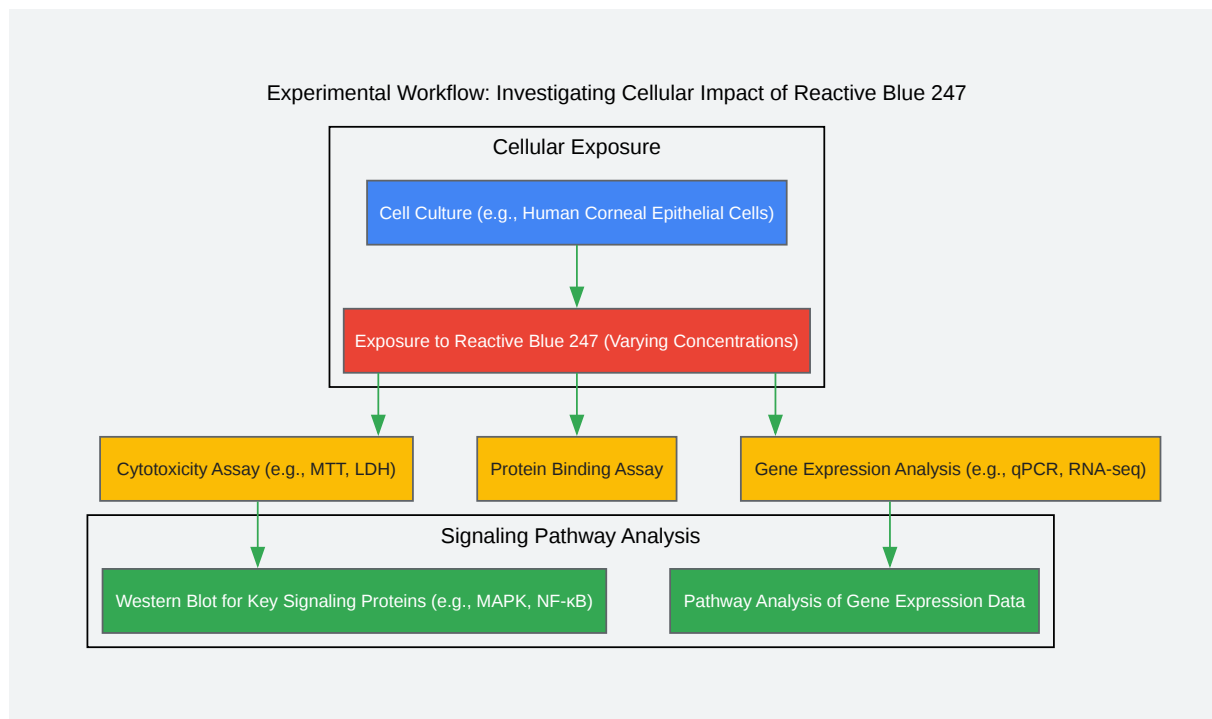 Experimental Workflow: Investigating Cellular Impact of Reactive Blue 247
Cellular Exposure
Cell Culture (e.g., Human Corneal Epithelial Cells)
Exposure to Reactive Blue 247 (Varying Concentrations)
Cytotoxicity Assay (e.g., MTT, LDH)
Protein Binding Assay
Gene Expression Analysis (e.g., qPCR, RNA-seq)
Signaling Pathway Analysis
Western Blot for Key Signaling Proteins (e.g., MAPK, NF-κB)
Pathway Analysis of Gene Expression Data